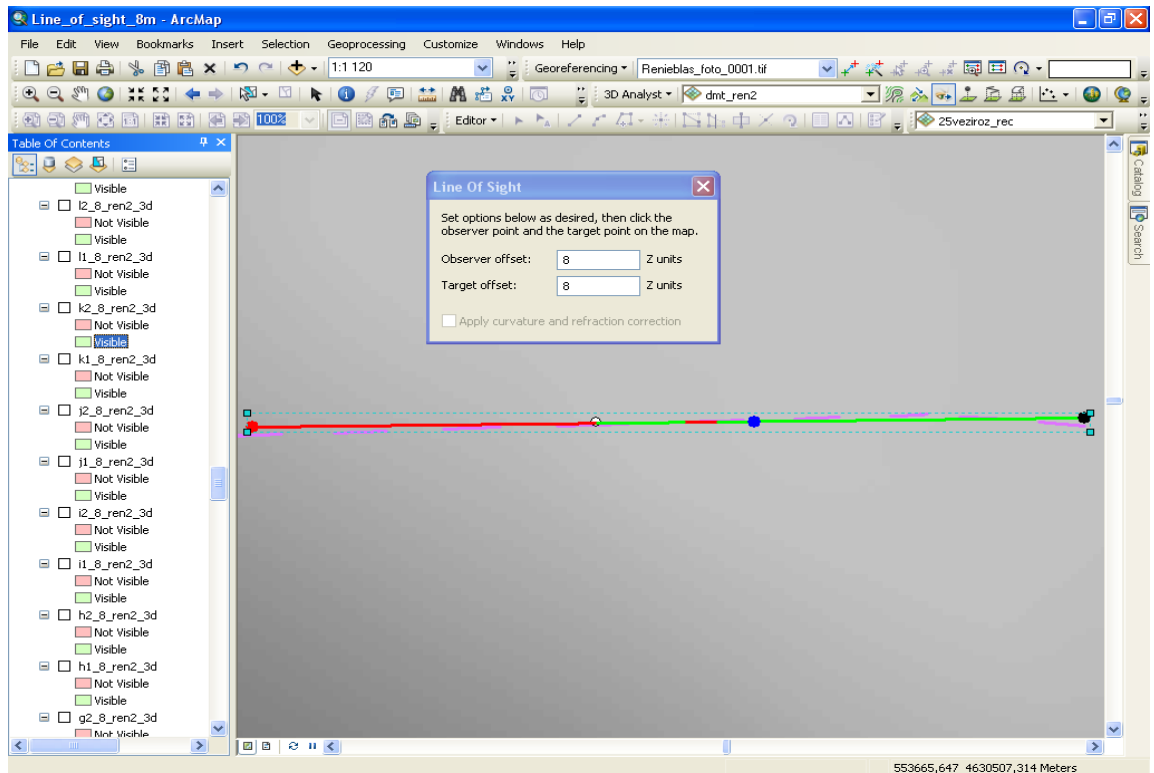 Line_of_sight_8m - ArcMap
File Edit View Bookmarks Insert Selection Geoprocessing Customize Windows Help
1:1 120 Georeferencing Renieblas_foto_0001.tif
3D Analyst dmt_ren2
100% Editor 25veziroz_rec
Table Of Contents
Visible
l2_8_ren2_3d
Not Visible
Visible
l1_8_ren2_3d
Not Visible
Visible
k2_8_ren2_3d
Not Visible
Visible
k1_8_ren2_3d
Not Visible
Visible
j2_8_ren2_3d
Not Visible
Visible
j1_8_ren2_3d
Not Visible
Visible
i2_8_ren2_3d
Not Visible
Visible
i1_8_ren2_3d
Not Visible
Visible
h2_8_ren2_3d
Not Visible
Visible
h1_8_ren2_3d
Not Visible
Visible
g2_8_ren2_3d
Not Visible
Line Of Sight
Set options below as desired, then click the
observer point and the target point on the map.
Observer offset: 8 Z units
Target offset: 8 Z units
Apply curvature and refraction correction
Catalog
Search
553665,647 4630507,314 Meters